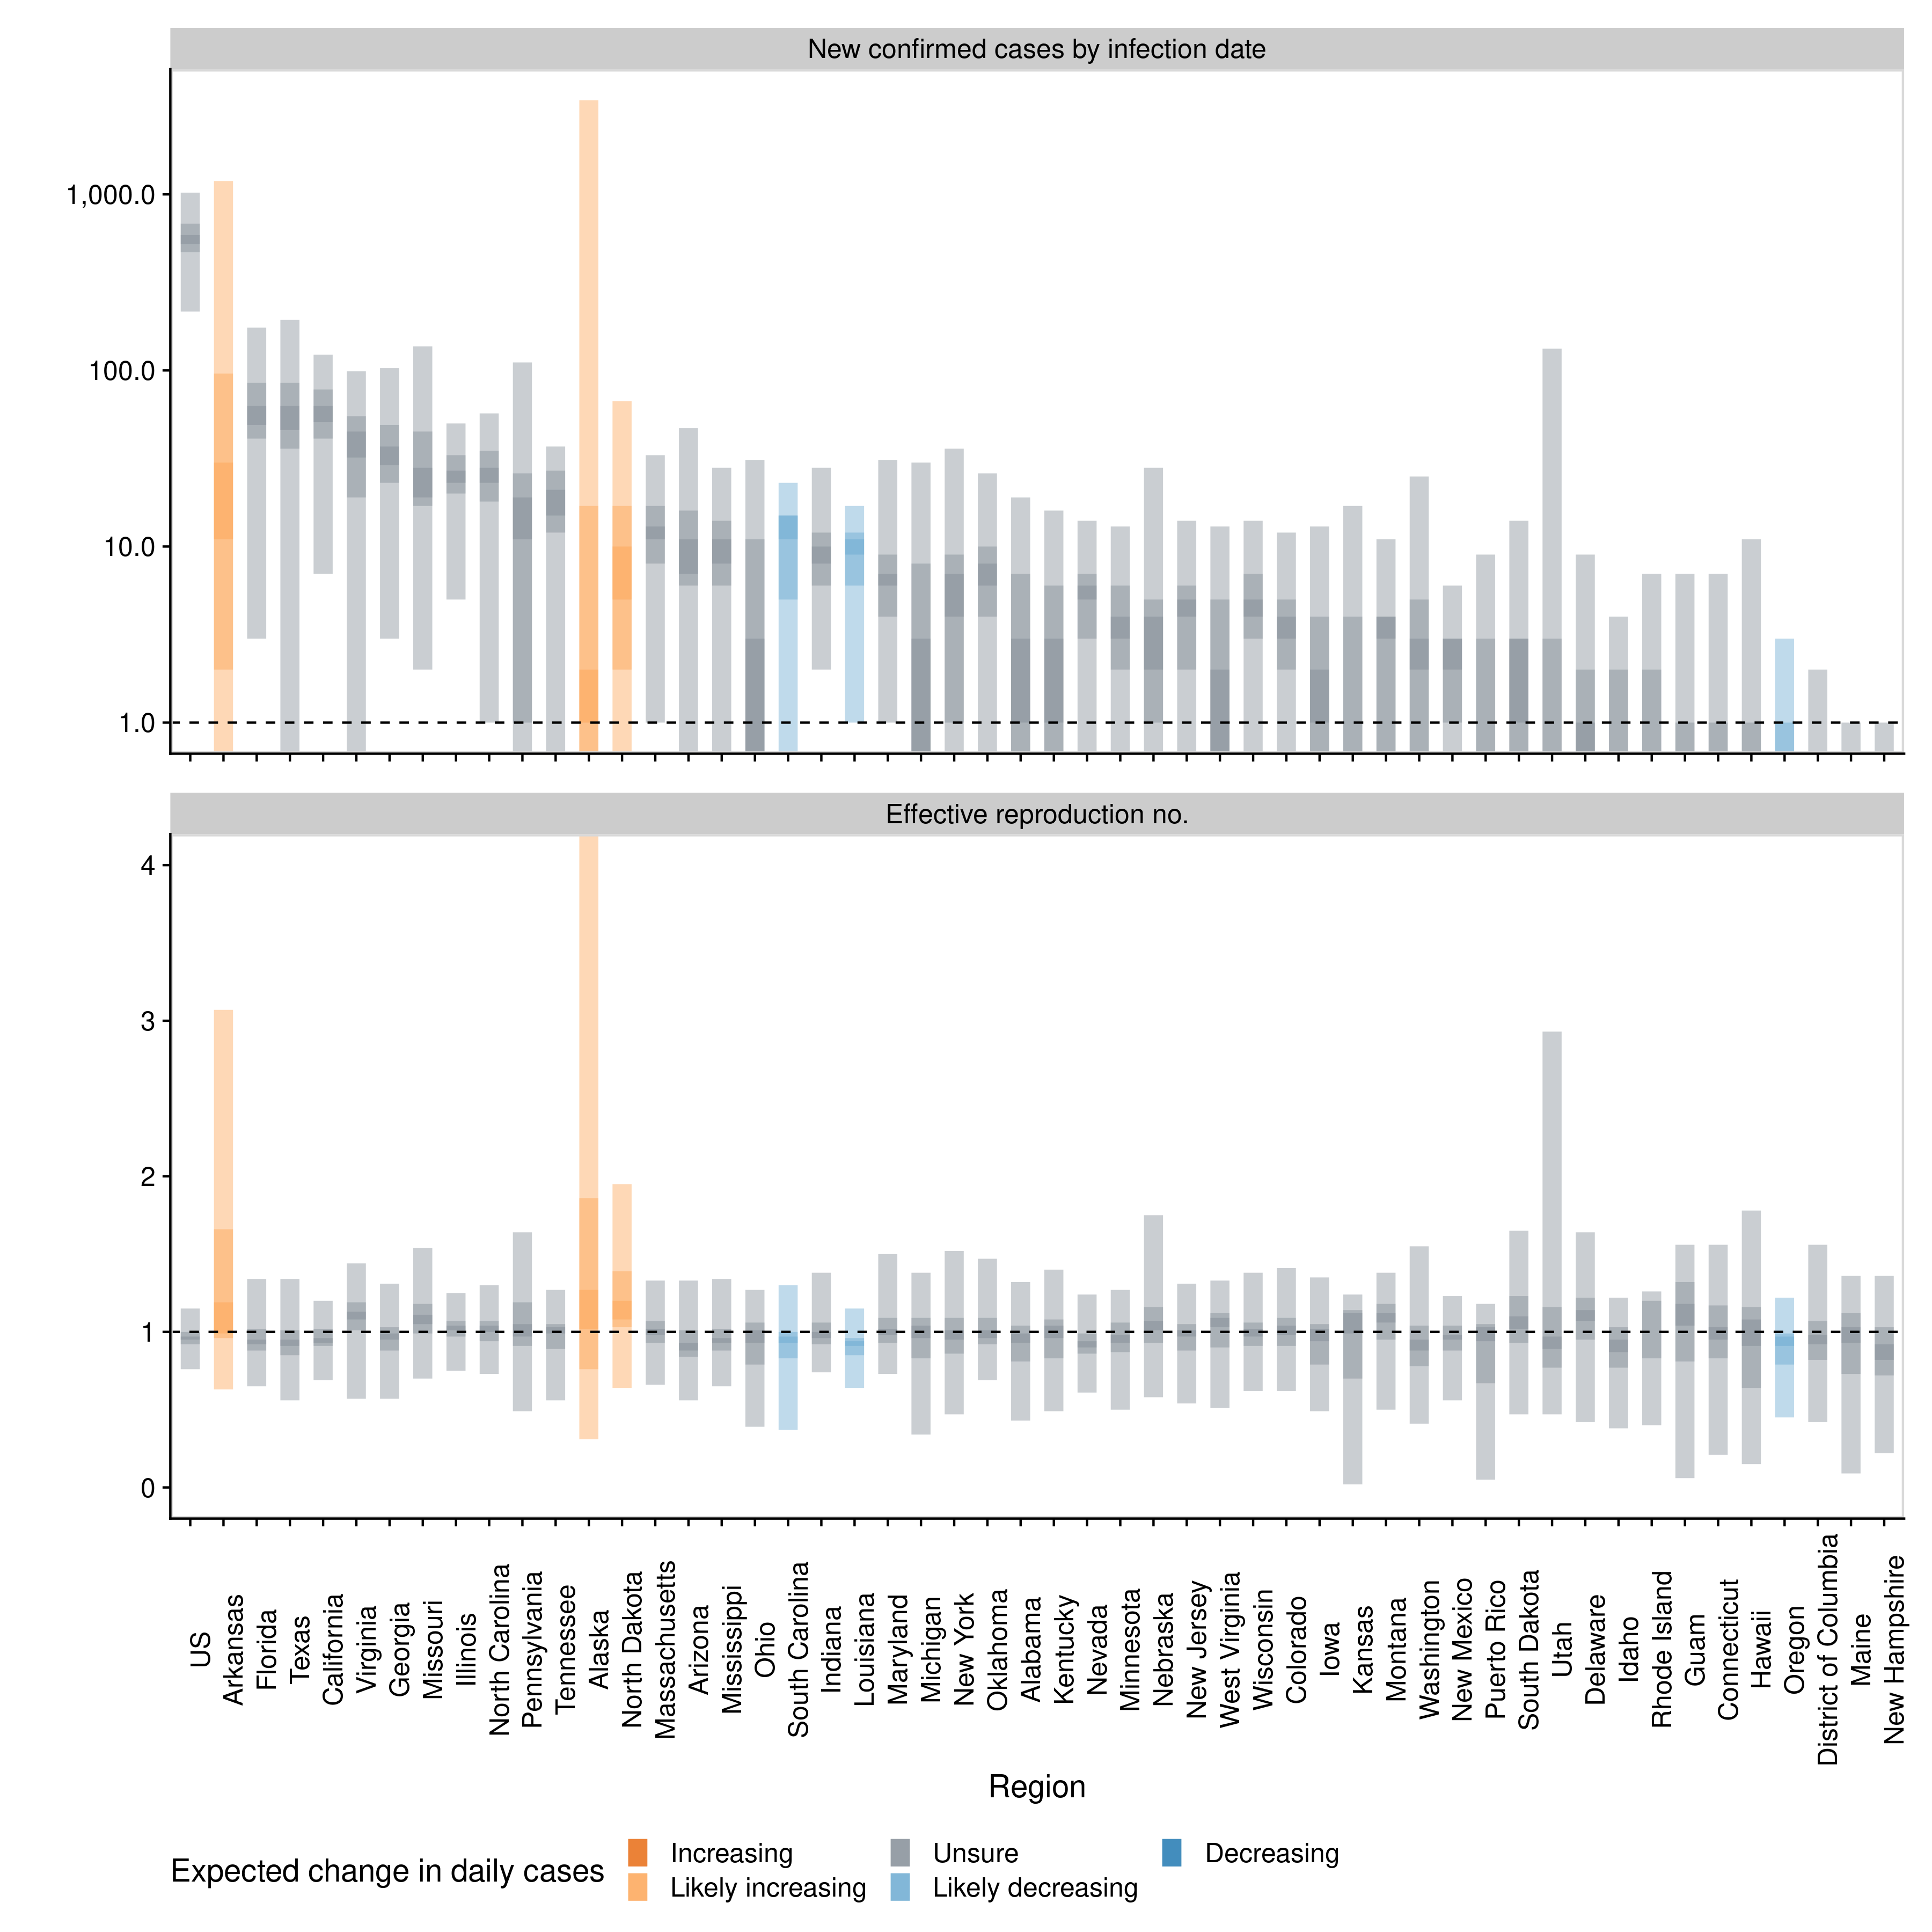 New confirmed cases by infection date
1,000.0
100.0
10.0
1.0
Effective reproduction no.
4
3
2
1
0
US
Arkansas
Florida
Texas
California
Virginia
Georgia
Missouri
Illinois
North Carolina
Pennsylvania
Tennessee
Alaska
North Dakota
Massachusetts
Arizona
Mississippi
Ohio
South Carolina
Indiana
Louisiana
Maryland
Michigan
New York
Oklahoma
Alabama
Kentucky
Nevada
Minnesota
Nebraska
New Jersey
West Virginia
Wisconsin
Colorado
Iowa
Kansas
Montana
Washington
New Mexico
Puerto Rico
South Dakota
Utah
Delaware
Idaho
Rhode Island
Guam
Connecticut
Hawaii
Oregon
District of Columbia
Maine
New Hampshire
Region
Expected change in daily cases
Increasing
Likely increasing
Unsure
Likely decreasing
Decreasing